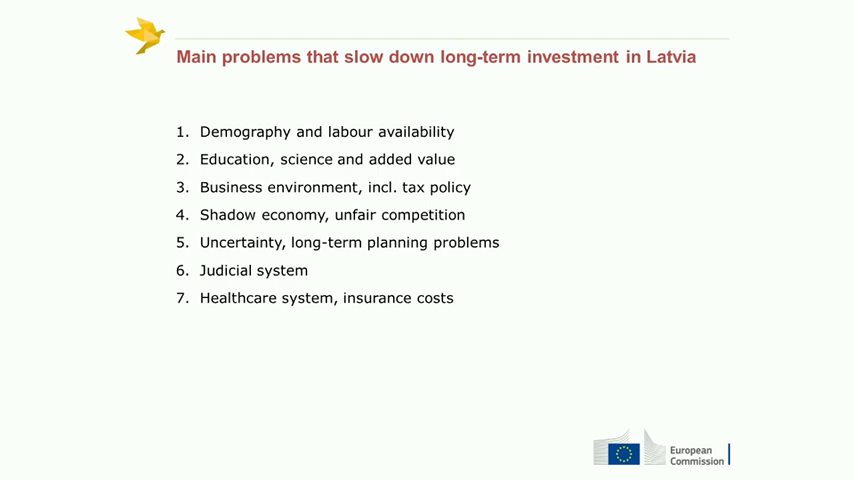 Main problems that slow down long-term investment in Latvia
1. Demography and labour availability
2. Education, science and added value
3. Business environment, incl. tax policy
4. Shadow economy, unfair competition
5. Uncertainty, long-term planning problems
6. Judicial system
7. Healthcare system, insurance costs
European
Commission